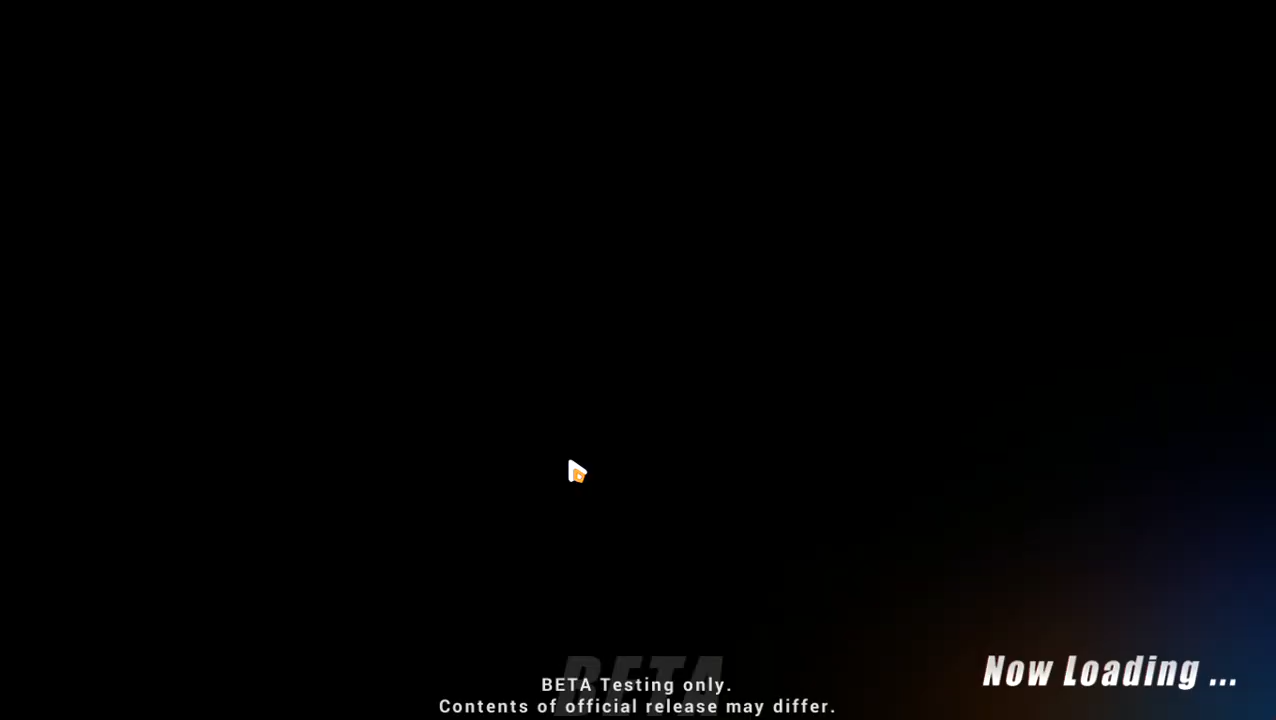 Now Loading ...
BETA
BETA Testing only.
Contents of official release may differ.